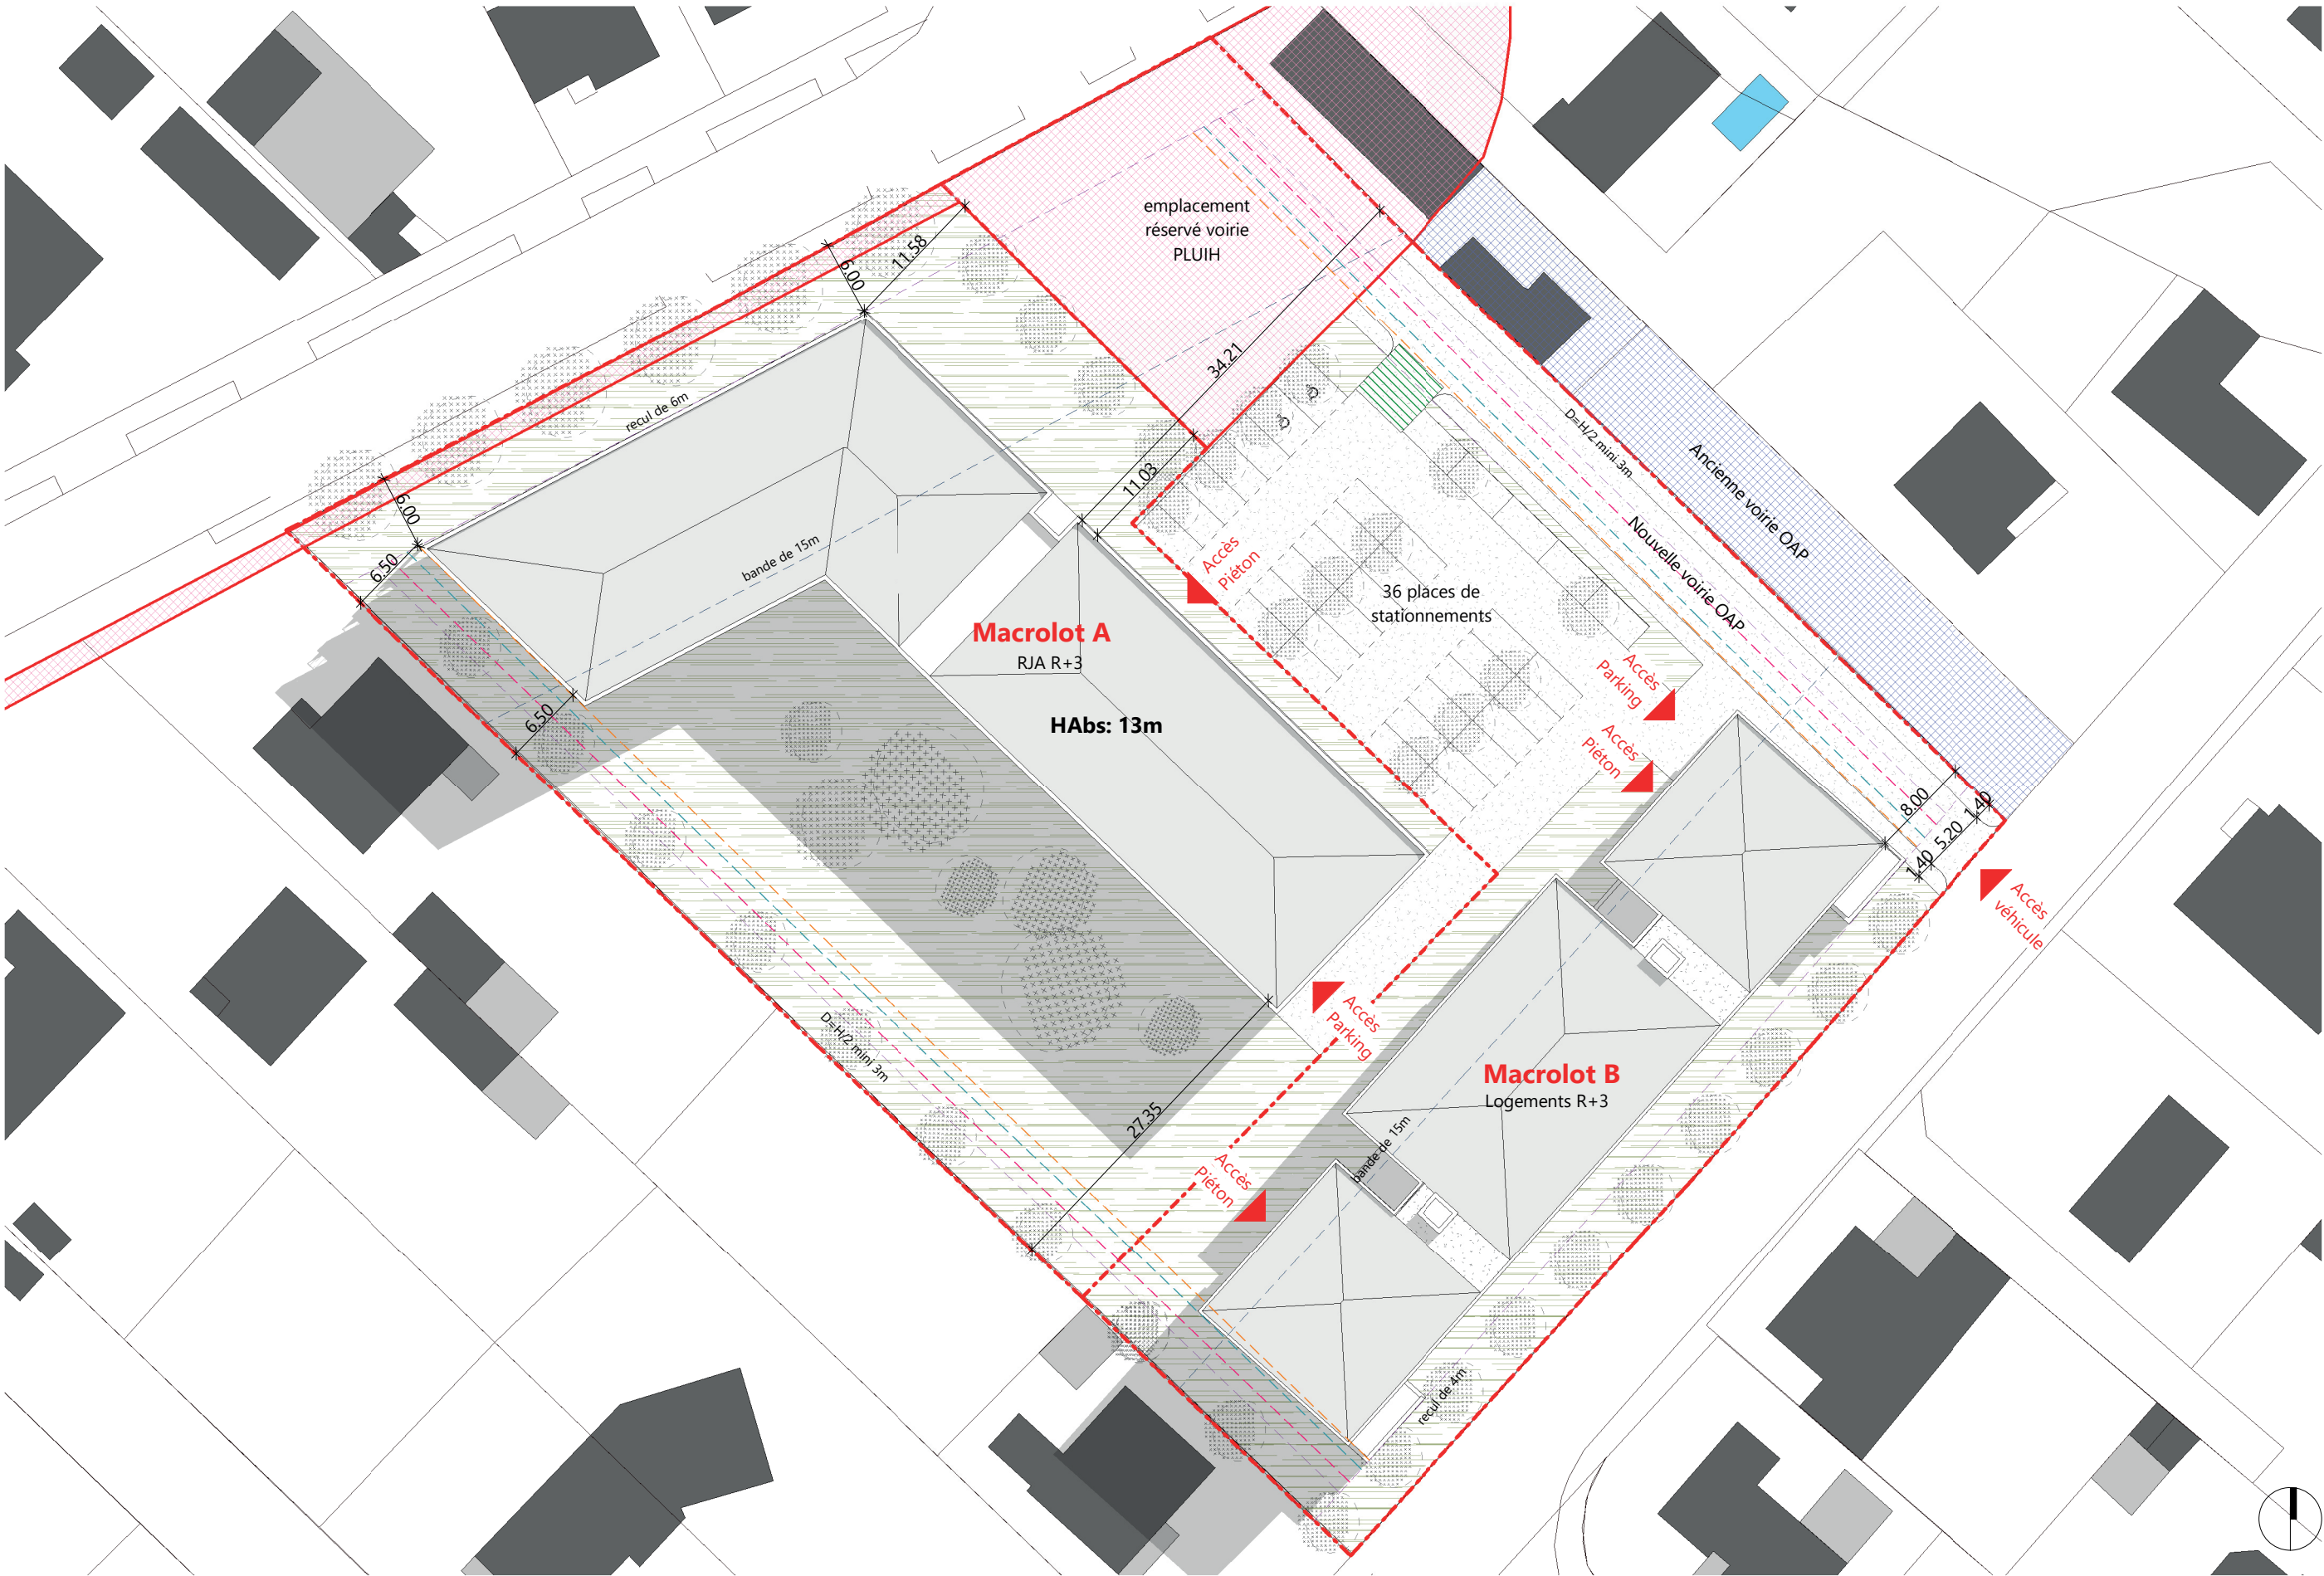 emplacement
réservé voirie
PLUIH
11.58
6.00
34.21
recul de 6m
11.03
6.00
6.50
bande de 15m
D=H/2 mini 3m
Ancienne voirie OAP
Nouvelle voirie OAP
Accès
Piéton
36 places de
stationnements
Macrolot A
RJA R+3
HAbs: 13m
6.50
Accès
Parking
Accès
Piéton
8.00
1.40
5.20
1.40
Accès
véhicule
Accès
Parking
D=H/2 mini 3m
27.35
Macrolot B
Logements R+3
bande de 15m
Accès
Piéton
recul de 4m